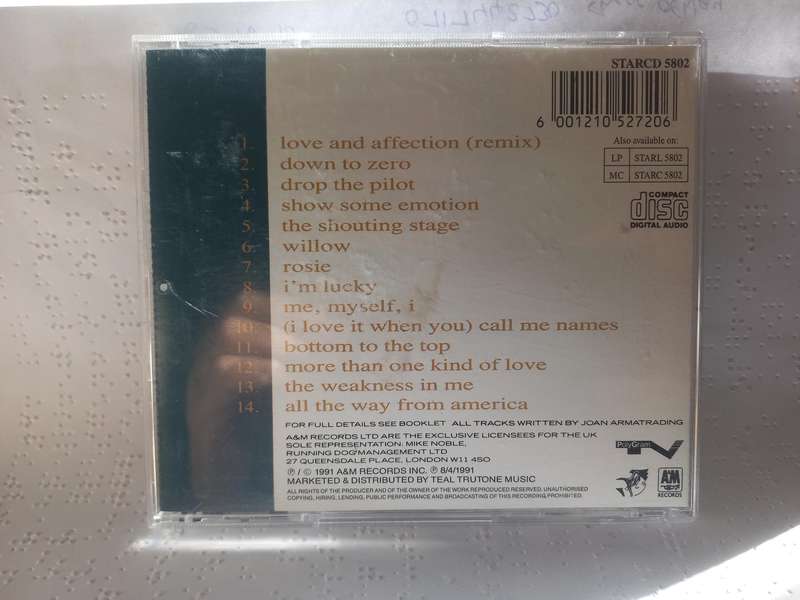 STARCD 5802
6 001210 527206
Also available on:
LP STARL 5802
MC STARC 5802
COMPACT
disc
DIGITAL AUDIO
1. love and affection (remix)
2. down to zero
3. drop the pilot
4. show some emotion
5. the shouting stage
6. willow
7. rosie
8. i'm lucky
9. me, myself, i
10. (i love it when you) call me names
11. bottom to the top
12. more than one kind of love
13. the weakness in me
14. all the way from america
FOR FULL DETAILS SEE BOOKLET ALL TRACKS WRITTEN BY JOAN ARMATRADING
A&M RECORDS LTD ARE THE EXCLUSIVE LICENSEES FOR THE UK
SOLE REPRESENTATION: MIKE NOBLE,
RUNNING DOG MANAGEMENT LTD
27 QUEENSDALE PLACE, LONDON W11 4SQ
PolyGram TV
℗ / © 1991 A&M RECORDS INC. ℗ 8/4/1991
MARKETED & DISTRIBUTED BY TEAL TRUTONE MUSIC
A&M
RECORDS
ALL RIGHTS OF THE PRODUCER AND OF THE OWNER OF THE WORK REPRODUCED RESERVED. UNAUTHORISED
COPYING, HIRING, LENDING, PUBLIC PERFORMANCE AND BROADCASTING OF THIS RECORDING PROHIBITED.